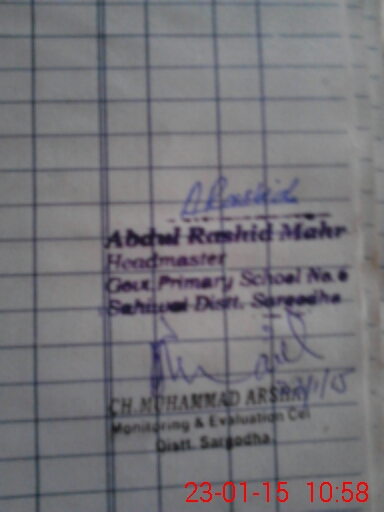 A Rashid
Abdul Rashid Mahr
Headmaster
Govt. Primary School No. 6
Sahiwal Distt. Sargodha
CH. MUHAMMAD ARSHAD
Monitoring & Evaluation Cell
Distt. Sargodha
23-01-15 10:58